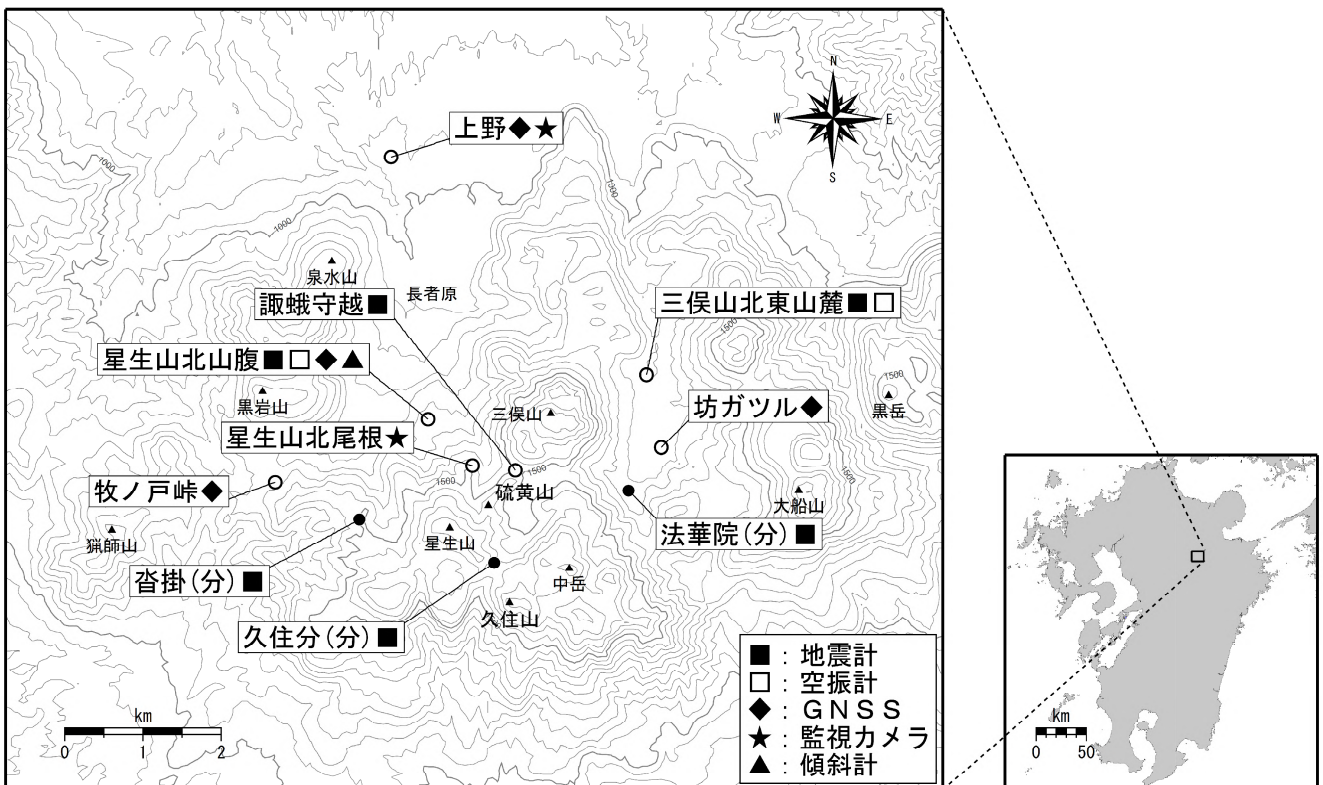 N
W
E
S
上野◆★
1000
1300
1000
泉水山
諏蛾守越■
長者原
三俣山北東山麓■□
1500
星生山北山腹■□◆▲
1500
黒岩山
三俣山
坊ガツル◆
黒岳
星生山北尾根★
1500
1500
1500
牧ノ戸峠◆
硫黄山
大船山
猟師山
星生山
法華院(分)■
沓掛(分)■
中岳
久住分(分)■
久住山
■：地震計
□：空振計
◆：ＧＮＳＳ
★：監視カメラ
▲：傾斜計
km
0 1 2
km
0 50